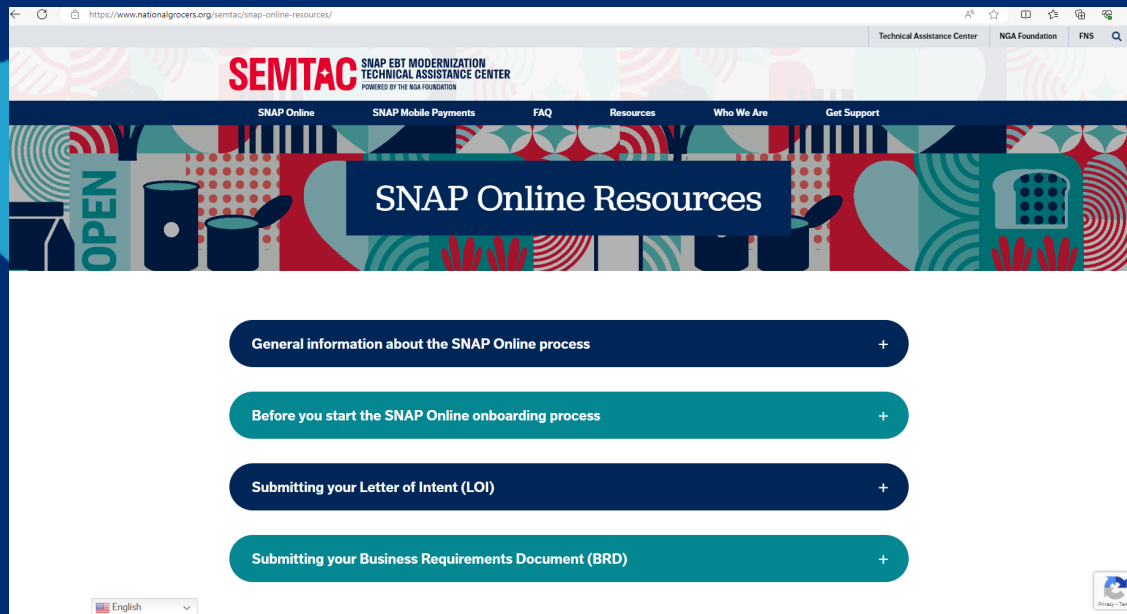 https://www.nationalgrocers.org/semtac/snap-online-resources/
Technical Assistance Center NGA Foundation FNS
SEMTAC SNAP EBT MODERNIZATION
TECHNICAL ASSISTANCE CENTER
POWERED BY THE NGA FOUNDATION
SNAP Online SNAP Mobile Payments FAQ Resources Who We Are Get Support
OPEN
SNAP Online Resources
General information about the SNAP Online process +
Before you start the SNAP Online onboarding process +
Submitting your Letter of Intent (LOI) +
Submitting your Business Requirements Document (BRD) +
English
Privacy